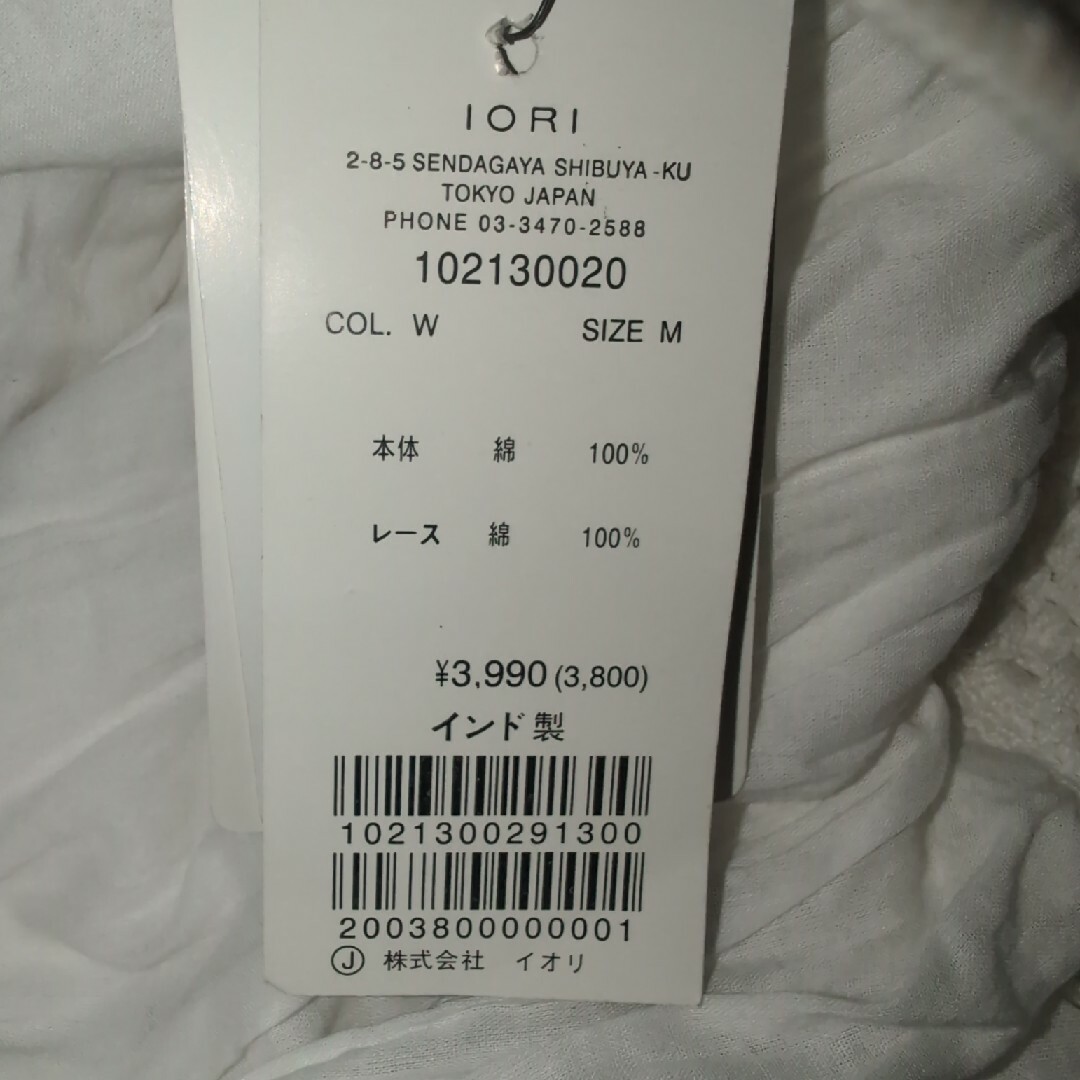 IORI
2-8-5 SENDAGAYA SHIBUYA-KU
TOKYO JAPAN
PHONE 03-3470-2588
102130020
COL. W SIZE M
本体 綿 100%
レース 綿 100%
¥3,990 (3,800)
インド製
1021300291300
2003800000001
Ⓙ 株式会社 イオリ